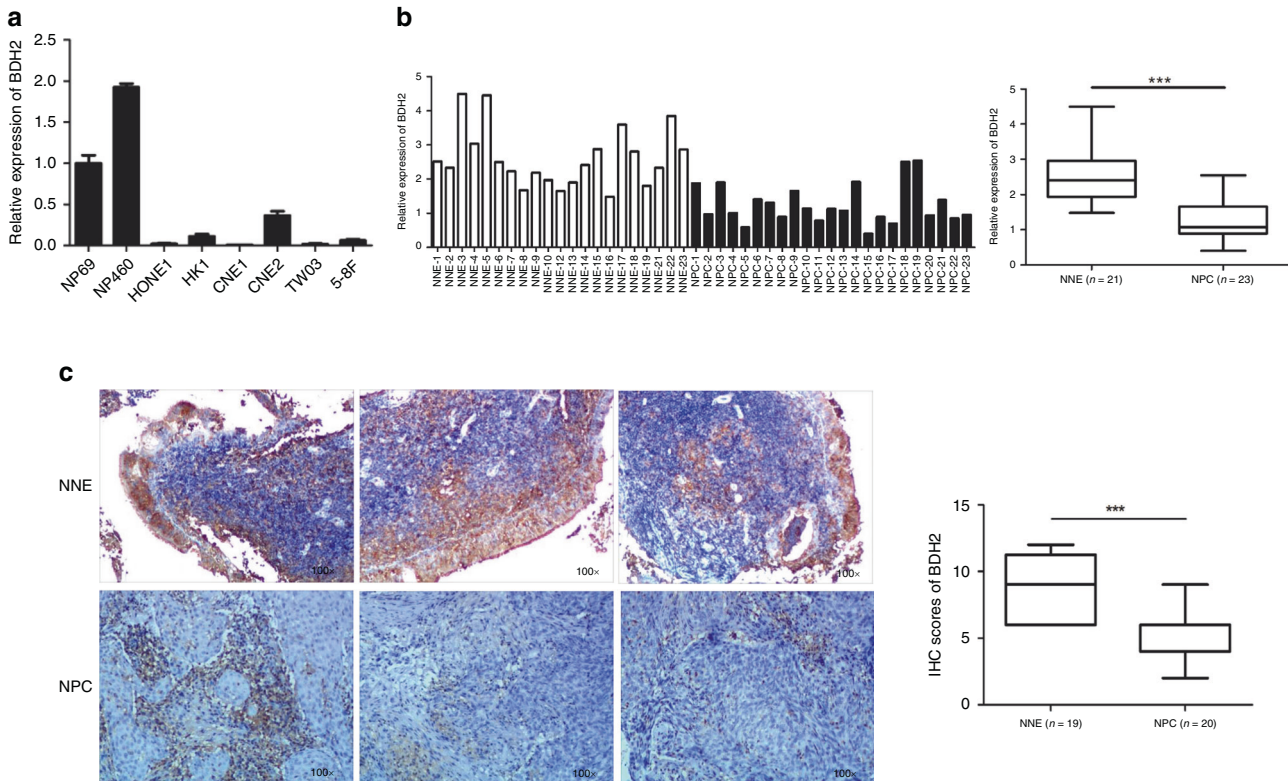 a
Relative expression of BDH2
2.5
2.0
1.5
1.0
0.5
0.0
NP69
NP460
HONE1
HK1
CNE1
CNE2
TW03
5-8F
b
Relative expression of BDH2
5
4
3
2
1
0
NNE-1
NNE-2
NNE-3
NNE-4
NNE-5
NNE-6
NNE-7
NNE-8
NNE-9
NNE-10
NNE-12
NNE-13
NNE-14
NNE-15
NNE-16
NNE-17
NNE-18
NNE-19
NNE-21
NNE-22
NNE-23
NPC-1
NPC-2
NPC-3
NPC-4
NPC-5
NPC-6
NPC-7
NPC-8
NPC-9
NPC-10
NPC-11
NPC-12
NPC-13
NPC-14
NPC-15
NPC-16
NPC-17
NPC-18
NPC-19
NPC-20
NPC-21
NPC-22
NPC-23
Relative expression of BDH2
5
4
3
2
1
0
***
NNE (n = 21)
NPC (n = 23)
c
NNE
100×
100×
100×
NPC
100×
100×
100×
IHC scores of BDH2
15
10
5
0
***
NNE (n = 19)
NPC (n = 20)